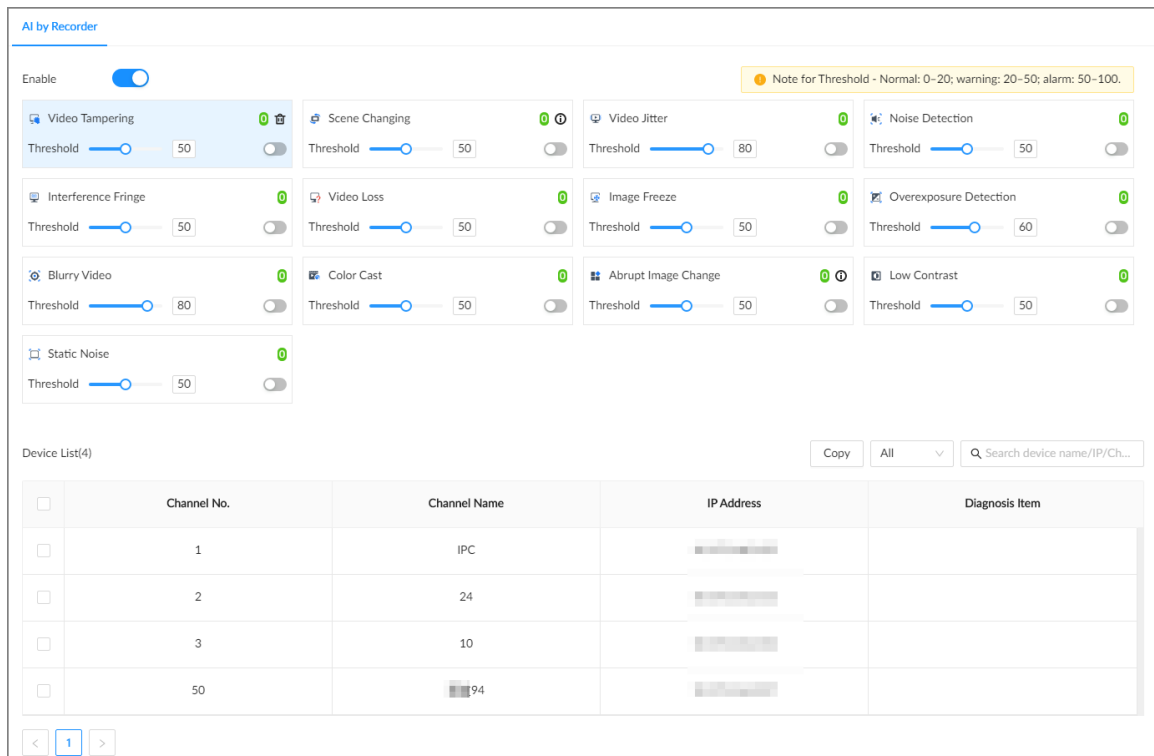 AI by Recorder
Enable
Note for Threshold - Normal: 0–20; warning: 20–50; alarm: 50–100.
Video Tampering 0
Threshold 50
Scene Changing 0
Threshold 50
Video Jitter 0
Threshold 80
Noise Detection 0
Threshold 50
Interference Fringe 0
Threshold 50
Video Loss 0
Threshold 50
Image Freeze 0
Threshold 50
Overexposure Detection 0
Threshold 60
Blurry Video 0
Threshold 80
Color Cast 0
Threshold 50
Abrupt Image Change 0
Threshold 50
Low Contrast 0
Threshold 50
Static Noise 0
Threshold 50
Device List(4) Copy All Search device name/IP/Ch...
Channel No. Channel Name IP Address Diagnosis Item
1 IPC
2 24
3 10
50 94
< 1 >